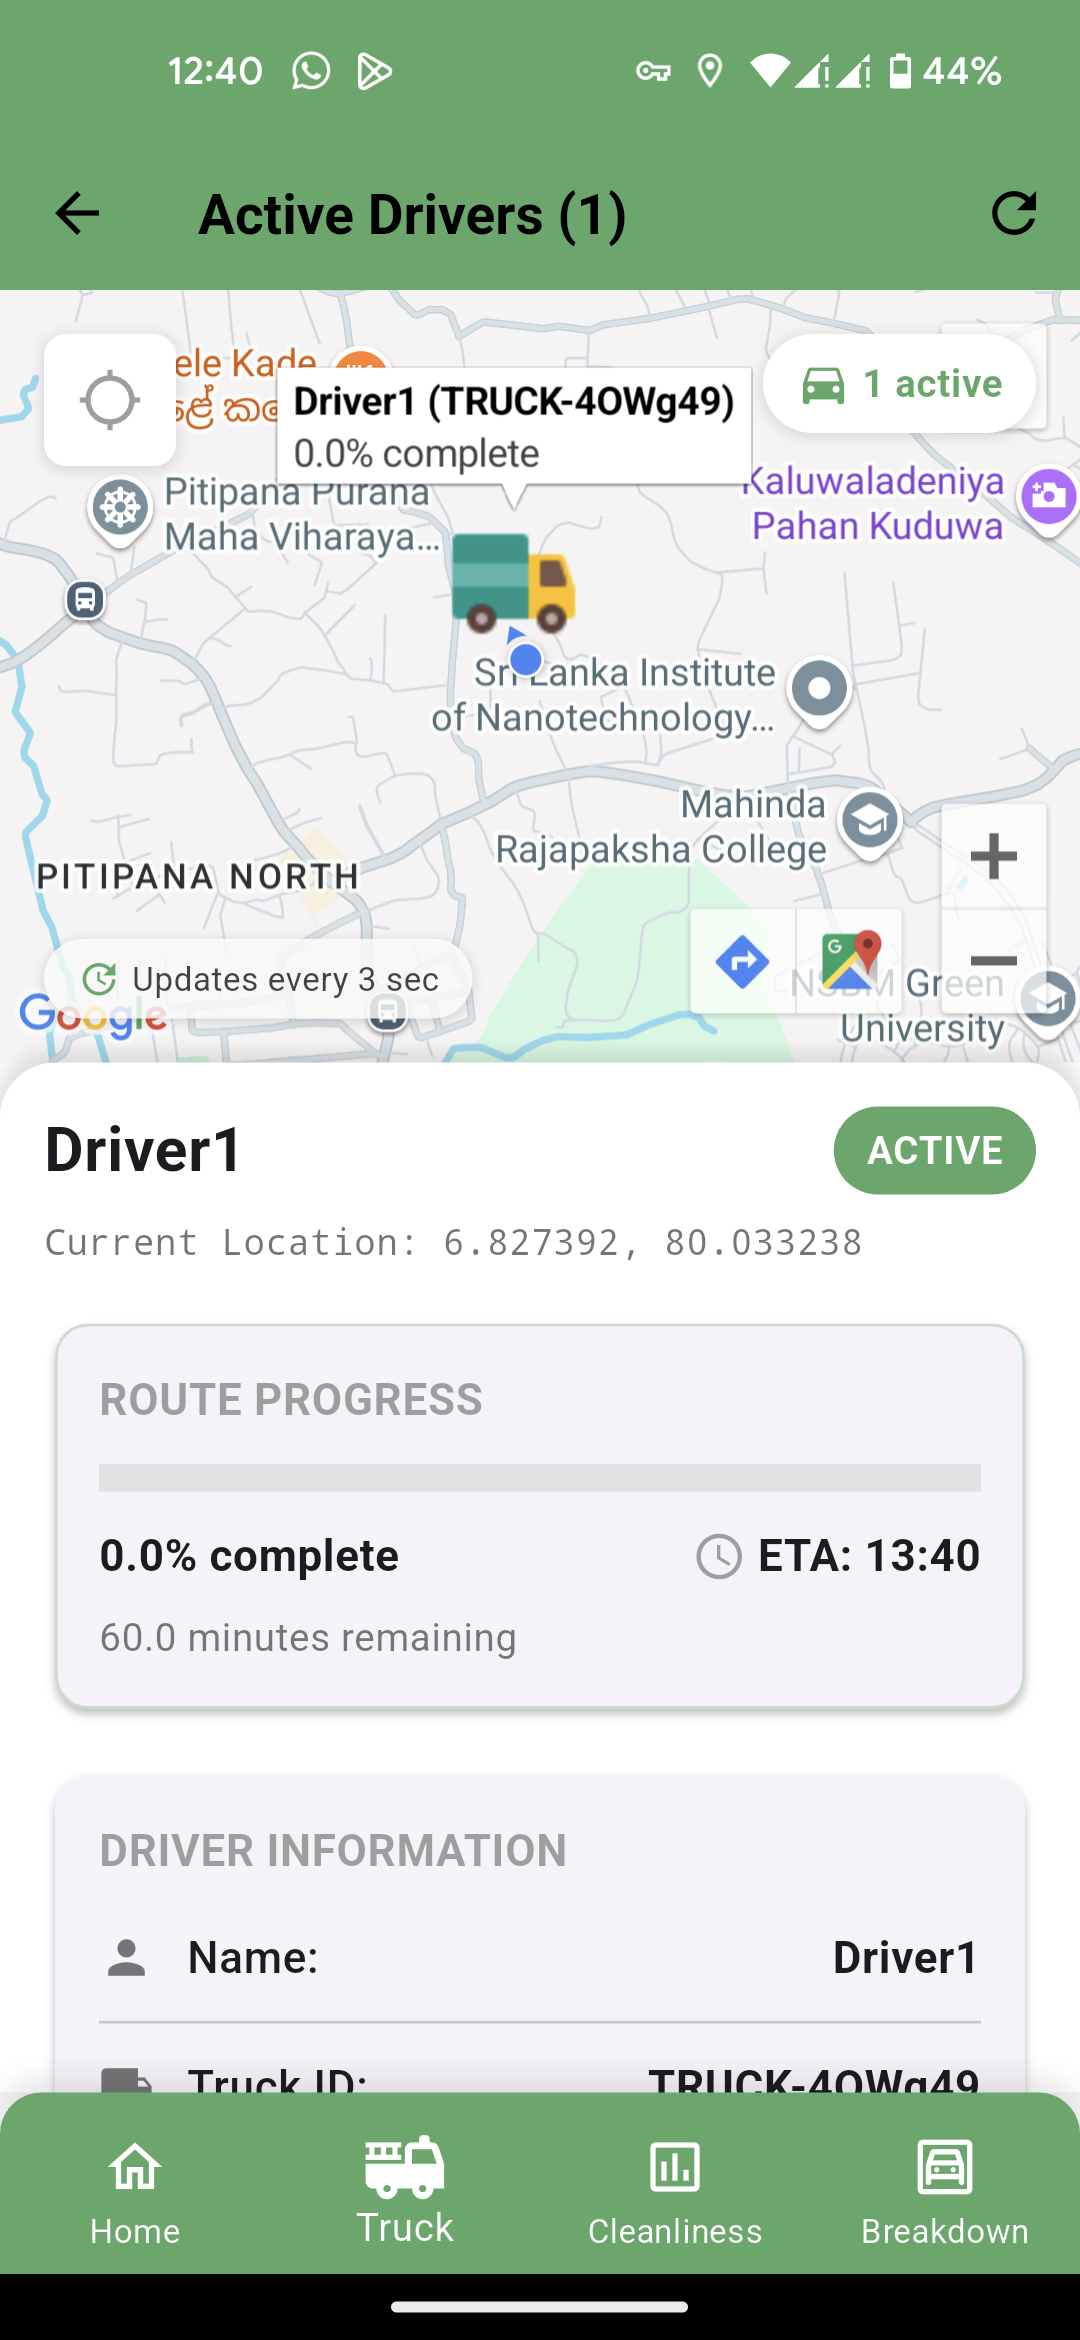 12:40
44%
Active Drivers (1)
ele Kade
Driver1 (TRUCK-4OWg49)
0.0% complete
1 active
Pitipana Purana
Maha Viharaya...
Kaluwaladeniya
Pahan Kuduwa
Sri Lanka Institute
of Nanotechnology...
Mahinda
Rajapaksha College
PITIPANA NORTH
Updates every 3 sec
Google
NSBM Green
University
Driver1
ACTIVE
Current Location: 6.827392, 80.033238
ROUTE PROGRESS
0.0% complete
ETA: 13:40
60.0 minutes remaining
DRIVER INFORMATION
Name:
Driver1
Truck ID:
TRUCK-4OWg49
Home
Truck
Cleanliness
Breakdown